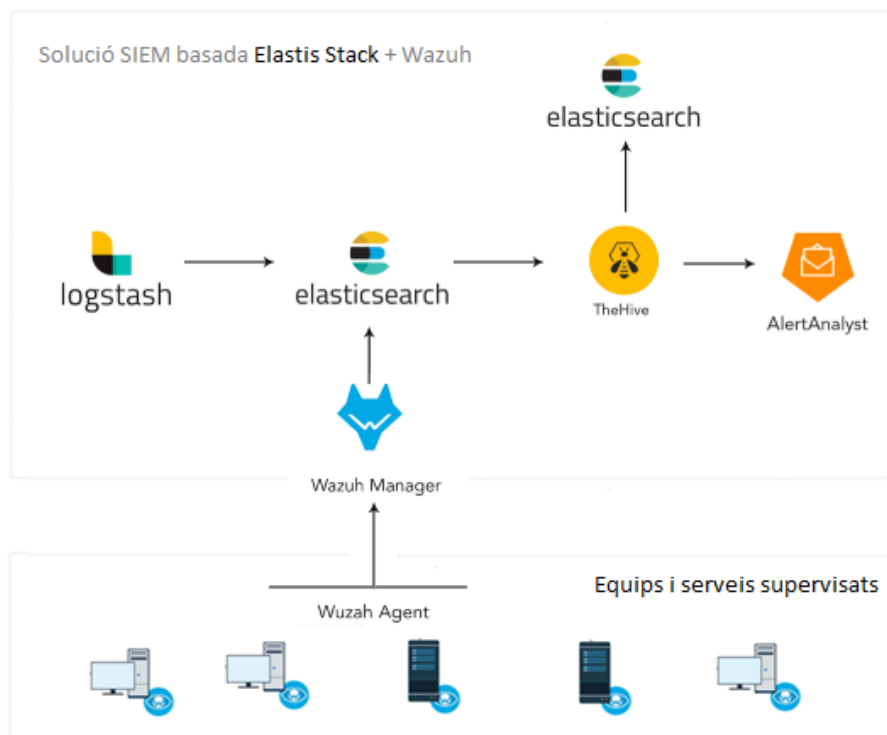 Solució SIEM basada Elastis Stack + Wazuh
elasticsearch
logstash
elasticsearch
TheHive
AlertAnalyst
Wazuh Manager
Equips i serveis supervisats
Wuzah Agent